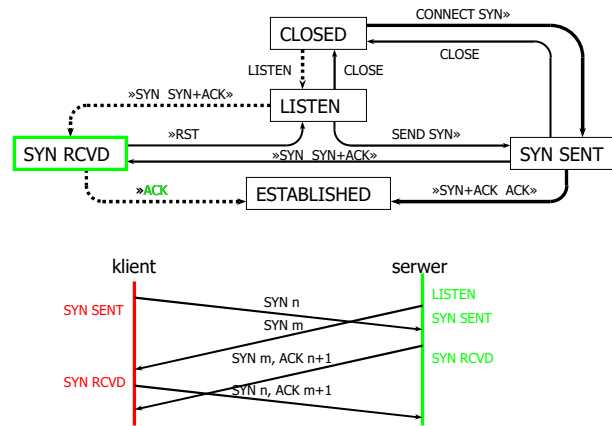 CONNECT SYN»
CLOSED
CLOSE
LISTEN
CLOSE
»SYN SYN+ACK»
LISTEN
»RST
SEND SYN»
SYN RCVD
»SYN SYN+ACK»
SYN SENT
»ACK
ESTABLISHED
»SYN+ACK ACK»
klient
serwer
SYN n
LISTEN
SYN SENT
SYN m
SYN SENT
SYN m, ACK n+1
SYN RCVD
SYN RCVD
SYN n, ACK m+1